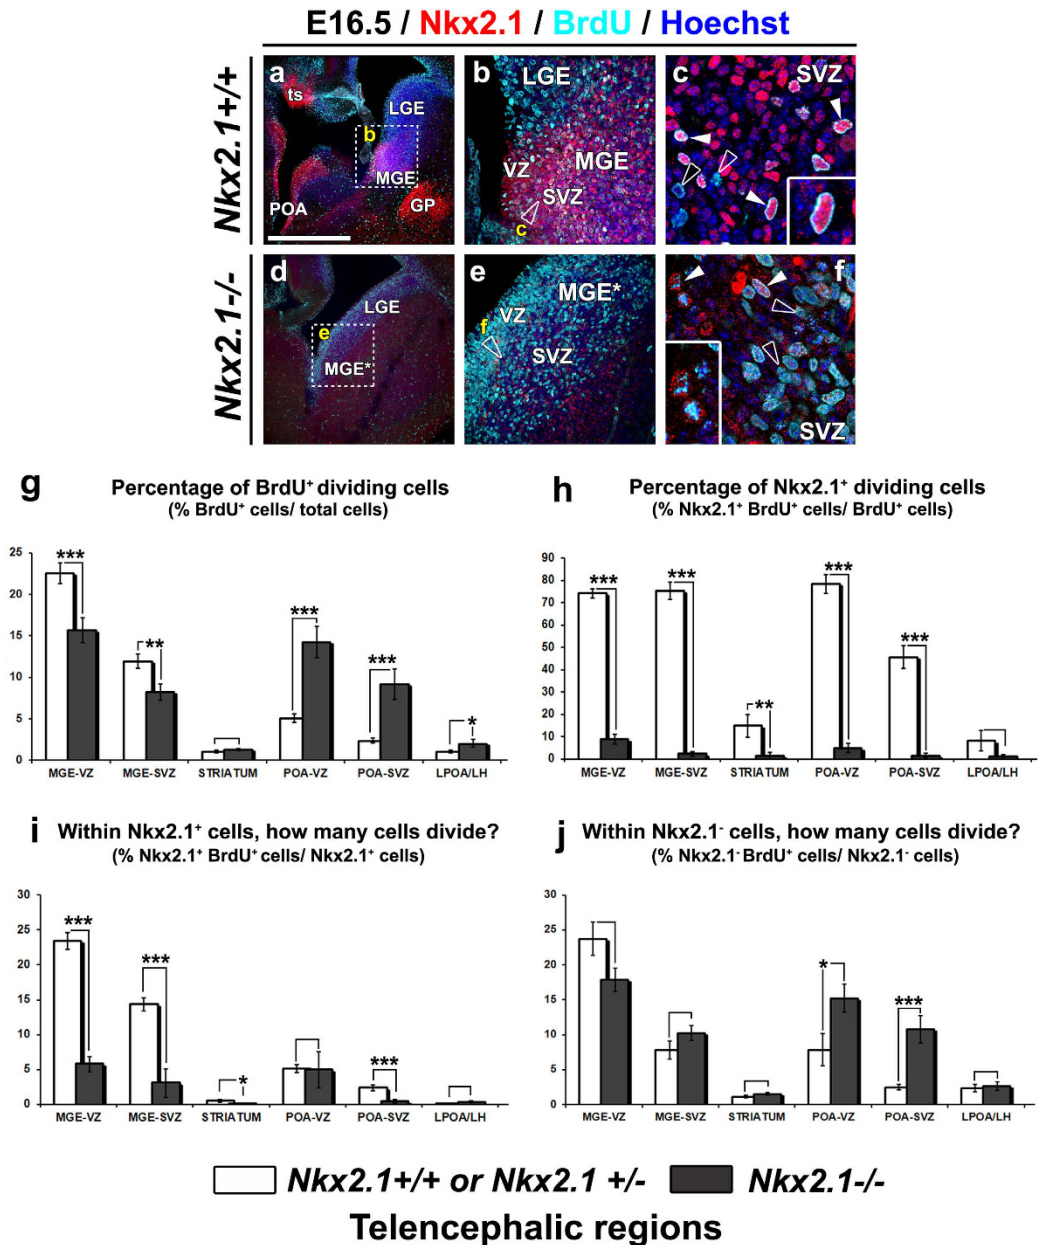 E16.5 / Nkx2.1 / BrdU / Hoechst
Nkx2.1+/+
a
ts
LGE
b
MGE
POA
GP
b
LGE
MGE
VZ
SVZ
c
c
SVZ
Nkx2.1-/-
d
LGE
e
MGE*
e
MGE*
VZ
f
SVZ
f
SVZ
g
Percentage of BrdU⁺ dividing cells
(% BrdU⁺ cells/ total cells)
25
20
15
10
5
0
***
**
***
***
*
MGE-VZ MGE-SVZ STRIATUM POA-VZ POA-SVZ LPOA/LH
h
Percentage of Nkx2.1⁺ dividing cells
(% Nkx2.1⁺ BrdU⁺ cells/ BrdU⁺ cells)
90
80
70
60
50
40
30
20
10
0
***
***
**
***
***
MGE-VZ MGE-SVZ STRIATUM POA-VZ POA-SVZ LPOA/LH
i
Within Nkx2.1⁺ cells, how many cells divide?
(% Nkx2.1⁺ BrdU⁺ cells/ Nkx2.1⁺ cells)
30
25
20
15
10
5
0
***
***
*
***
MGE-VZ MGE-SVZ STRIATUM POA-VZ POA-SVZ LPOA/LH
j
Within Nkx2.1⁻ cells, how many cells divide?
(% Nkx2.1⁻ BrdU⁺ cells/ Nkx2.1⁻ cells)
30
25
20
15
10
5
0
*
***
MGE-VZ MGE-SVZ STRIATUM POA-VZ POA-SVZ LPOA/LH
Nkx2.1+/+ or Nkx2.1 +/-
Nkx2.1-/-
Telencephalic regions